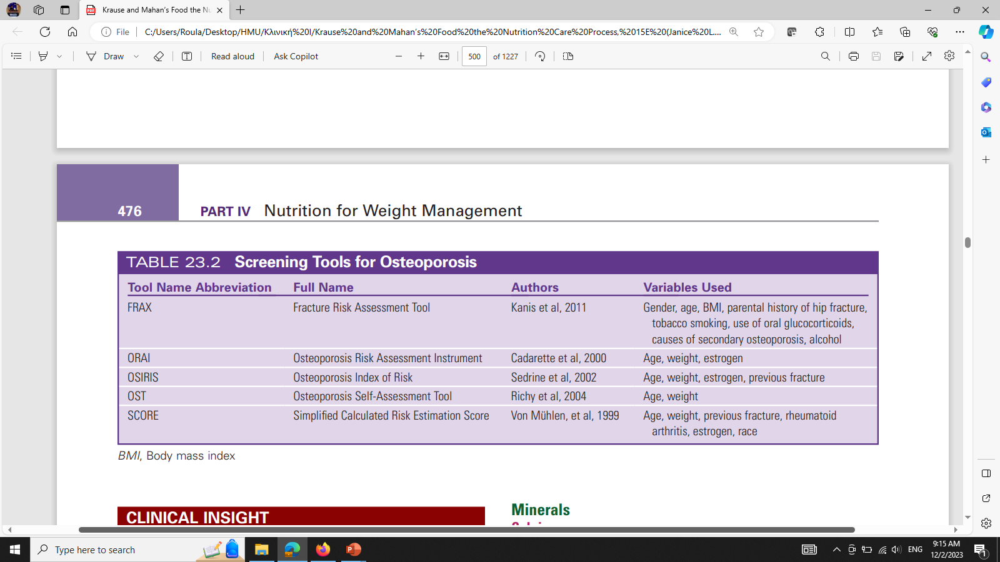 Krause and Mahan's Food the Nu
File
C:/Users/Roula/Desktop/HMU/Κλινική%20I/Krause%20and%20Mahan's%20Food%20the%20Nutrition%20Care%20Process,%2015E%20(Janice%20L....
Draw
Read aloud
Ask Copilot
500
of 1227
476 PART IV Nutrition for Weight Management
TABLE 23.2 Screening Tools for Osteoporosis
Tool Name Abbreviation Full Name Authors Variables Used
FRAX Fracture Risk Assessment Tool Kanis et al, 2011 Gender, age, BMI, parental history of hip fracture,
tobacco smoking, use of oral glucocorticoids,
causes of secondary osteoporosis, alcohol
ORAI Osteoporosis Risk Assessment Instrument Cadarette et al, 2000 Age, weight, estrogen
OSIRIS Osteoporosis Index of Risk Sedrine et al, 2002 Age, weight, estrogen, previous fracture
OST Osteoporosis Self-Assessment Tool Richy et al, 2004 Age, weight
SCORE Simplified Calculated Risk Estimation Score Von Mühlen, et al, 1999 Age, weight, previous fracture, rheumatoid
arthritis, estrogen, race
BMI, Body mass index
CLINICAL INSIGHT
Minerals
Type here to search
ENG
9:15 AM
12/2/2023
1